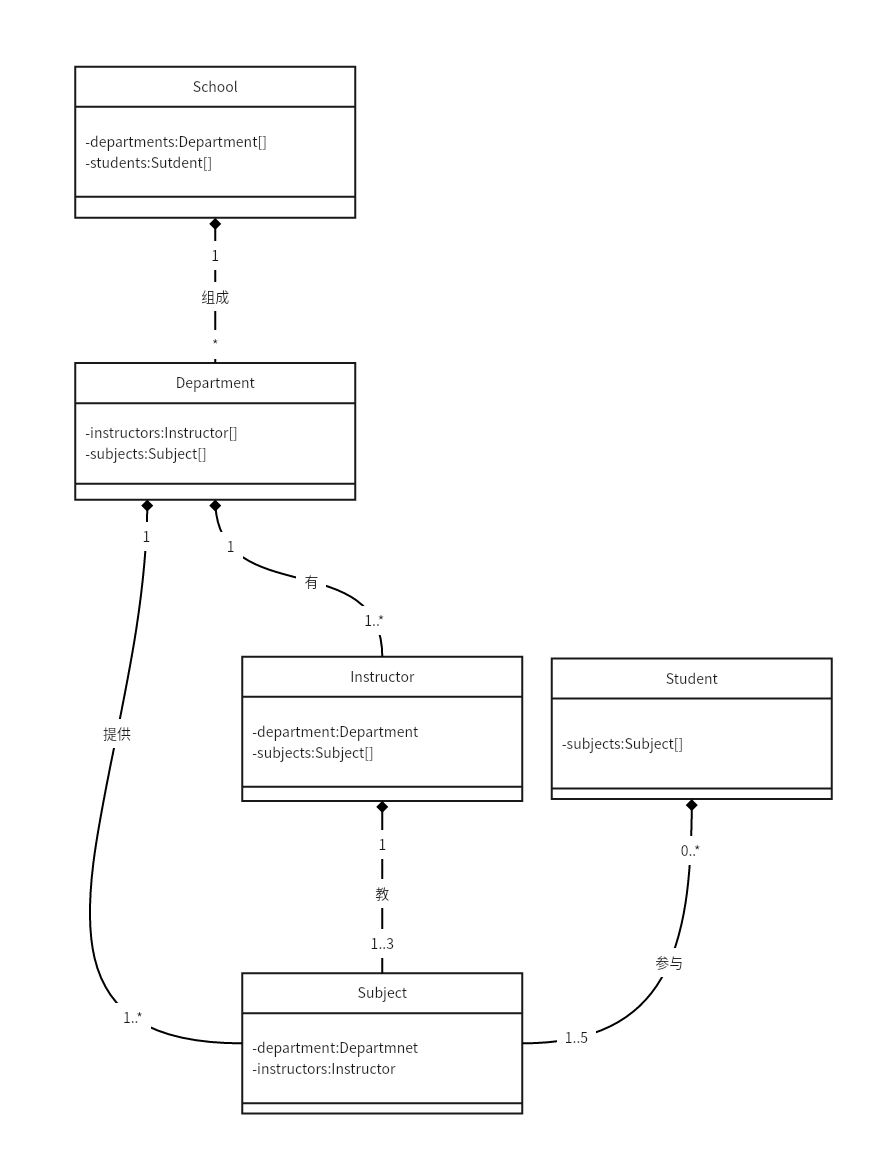 School
-departments:Department[]
-students:Sutdent[]
1
组成
*
Department
-instructors:Instructor[]
-subjects:Subject[]
1
1
有
1..*
Instructor
-department:Department
-subjects:Subject[]
Student
-subjects:Subject[]
提供
1
0..*
教
1..3
参与
Subject
1..*
1..5
-department:Departmnet
-instructors:Instructor